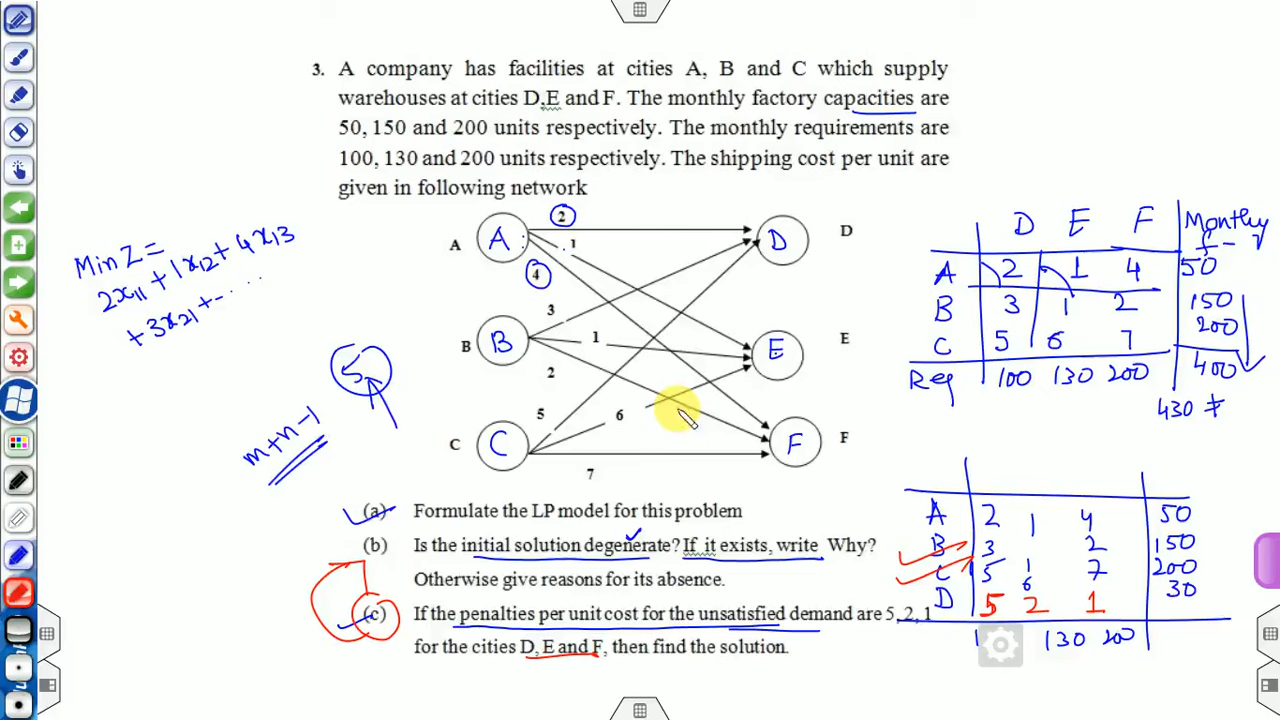 3. A company has facilities at cities A, B and C which supply
warehouses at cities D,E and F. The monthly factory capacities are
50, 150 and 200 units respectively. The monthly requirements are
100, 130 and 200 units respectively. The shipping cost per unit are
given in following network
Min Z =
2x11 + 1x12 + 4x13
+3x21 + - . . .
5
m+n-1
A A 2 D D
1
4
3
B B 1 E E
2
5 6
C C F F
7
D E F Monthly
A 2 1 4 50
B 3 1 2 150
C 5 6 7 200
400
Req 100 130 200
430 ≠
(a) Formulate the LP model for this problem
(b) Is the initial solution degenerate? If it exists, write Why?
Otherwise give reasons for its absence.
(c) If the penalties per unit cost for the unsatisfied demand are 5, 2, 1
for the cities D, E and F, then find the solution.
A 2 1 4 50
B 3 1 2 150
C 5 6 7 200
D 5 2 1 30
130 200